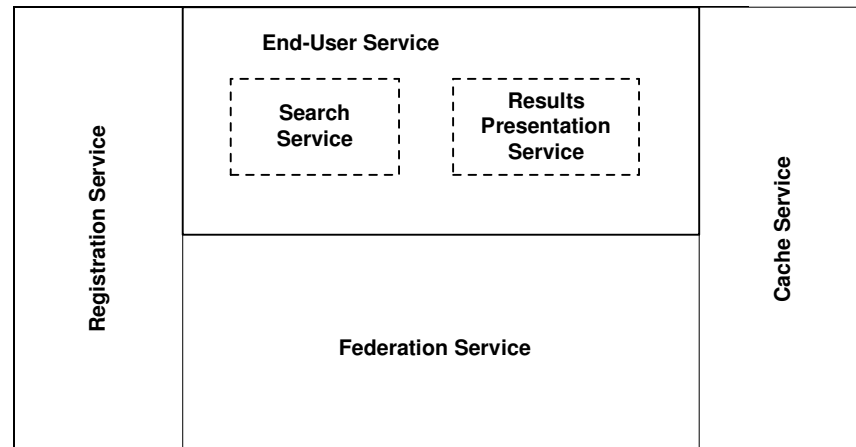 End-User Service
Search
Service
Results
Presentation
Service
Registration Service
Cache Service
Federation Service